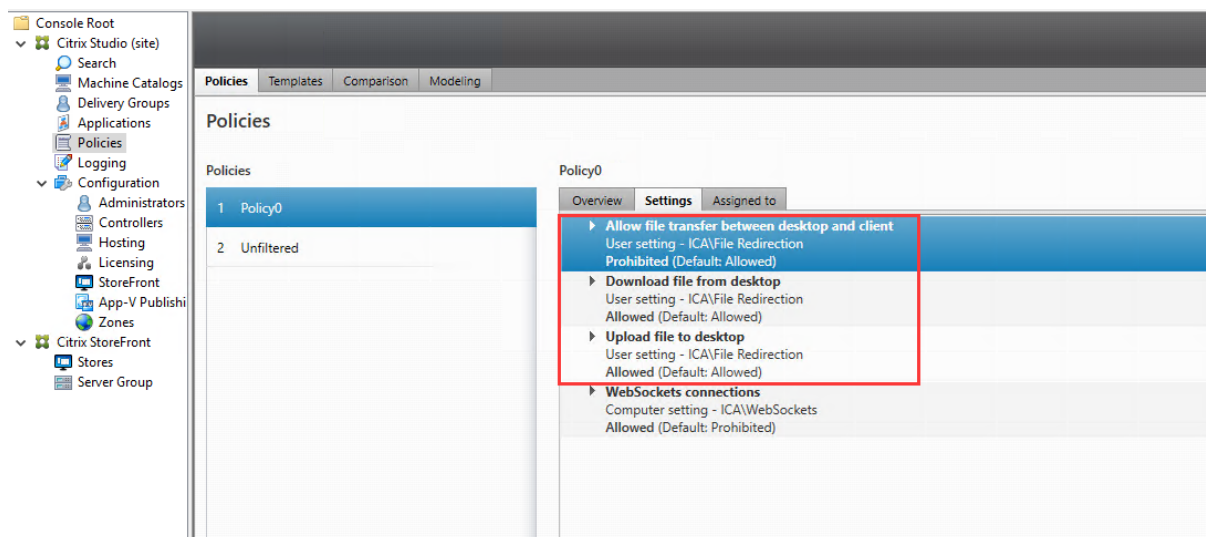 Console Root
Citrix Studio (site)
Search
Machine Catalogs
Delivery Groups
Applications
Policies
Logging
Configuration
Administrators
Controllers
Hosting
Licensing
StoreFront
App-V Publishi
Zones
Citrix StoreFront
Stores
Server Group
Policies Templates Comparison Modeling
Policies
Policies
1 Policy0
2 Unfiltered
Policy0
Overview Settings Assigned to
Allow file transfer between desktop and client
User setting - ICA\File Redirection
Prohibited (Default: Allowed)
Download file from desktop
User setting - ICA\File Redirection
Allowed (Default: Allowed)
Upload file to desktop
User setting - ICA\File Redirection
Allowed (Default: Allowed)
WebSockets connections
Computer setting - ICA\WebSockets
Allowed (Default: Prohibited)